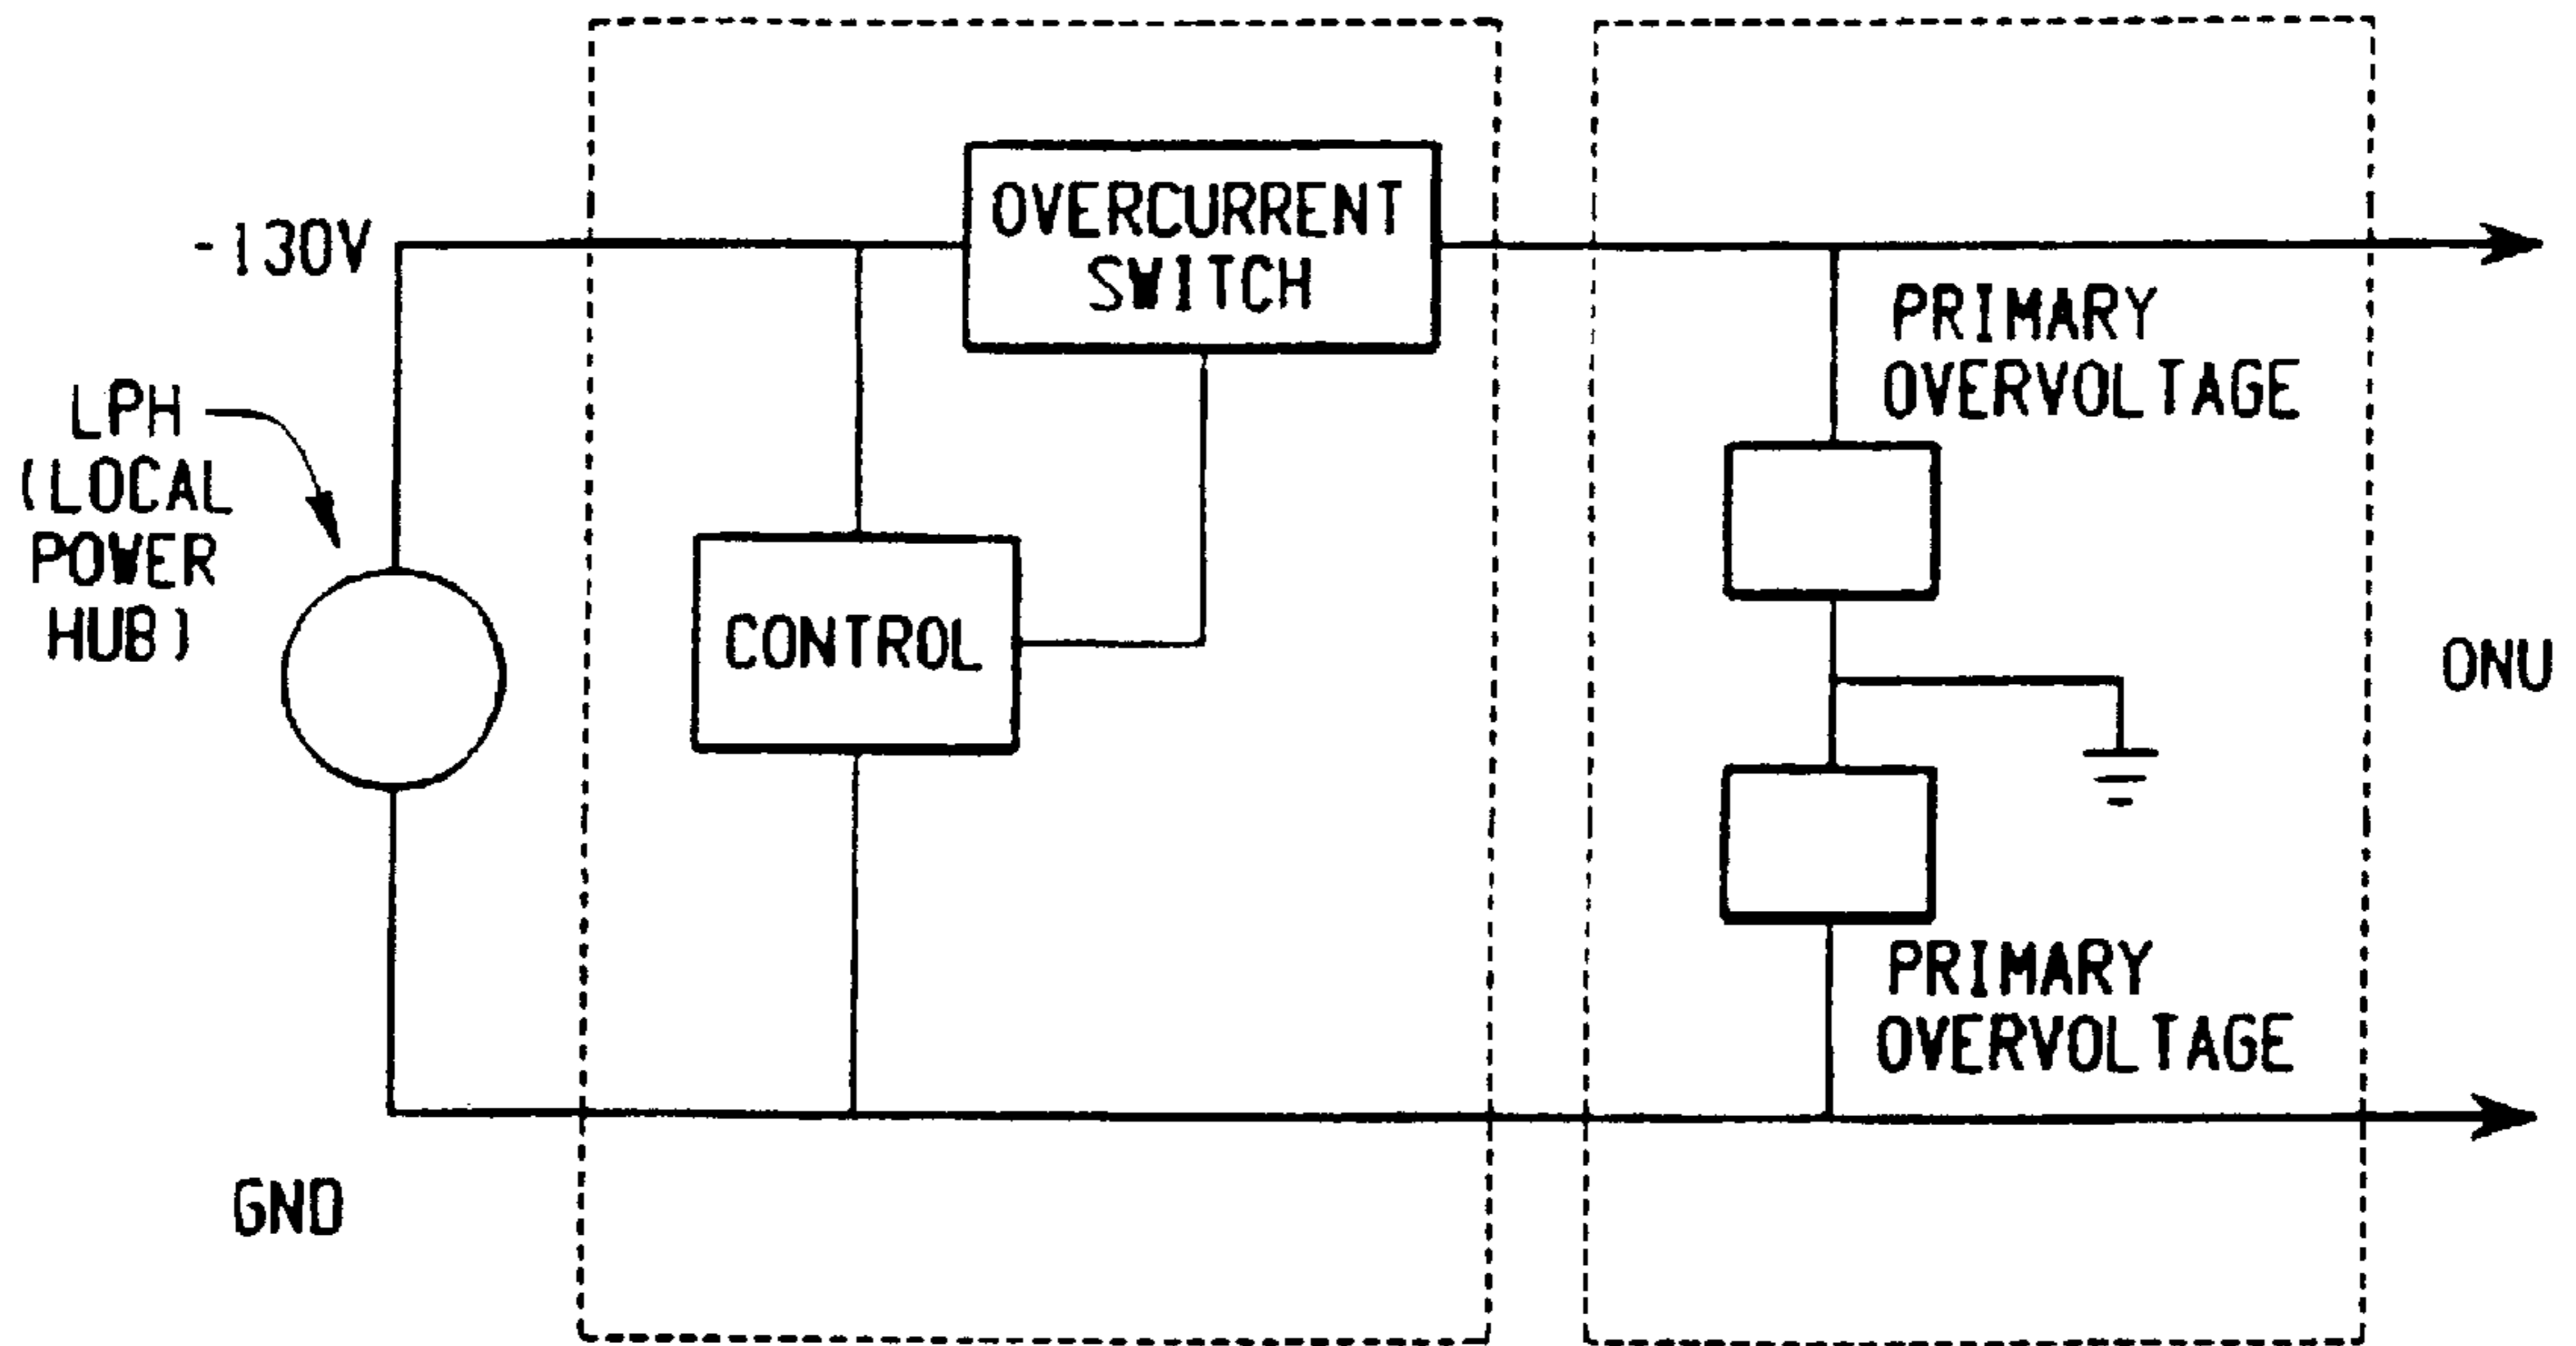 -130V
LPH
(LOCAL
POWER
HUB)
GND
OVERCURRENT
SWITCH
CONTROL
PRIMARY
OVERVOLTAGE
PRIMARY
OVERVOLTAGE
ONU